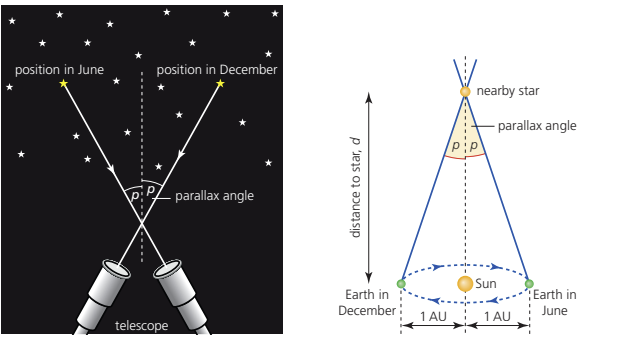 position in June
position in December
p
p
parallax angle
telescope
nearby star
parallax angle
p
p
distance to star, d
Sun
Earth in
December
Earth in
June
1 AU
1 AU